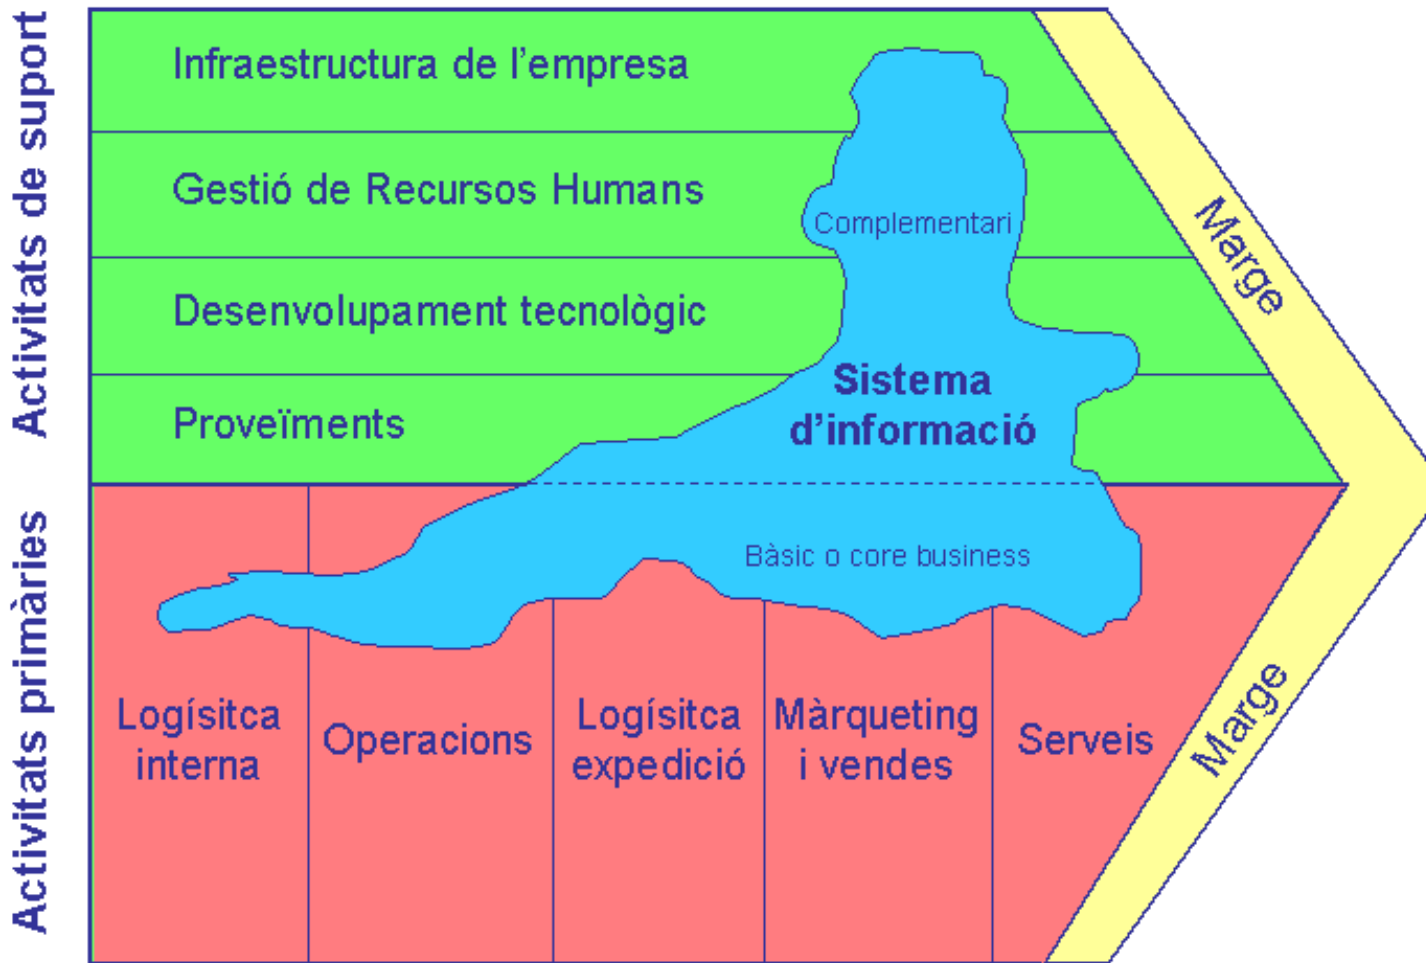 Activitats de suport
Infraestructura de l’empresa
Gestió de Recursos Humans
Complementari
Desenvolupament tecnològic
Sistema
d’informació
Proveïments
Marge
Activitats primàries
Bàsic o core business
Logísitca
interna
Operacions
Logísitca
expedició
Màrqueting
i vendes
Serveis
Marge